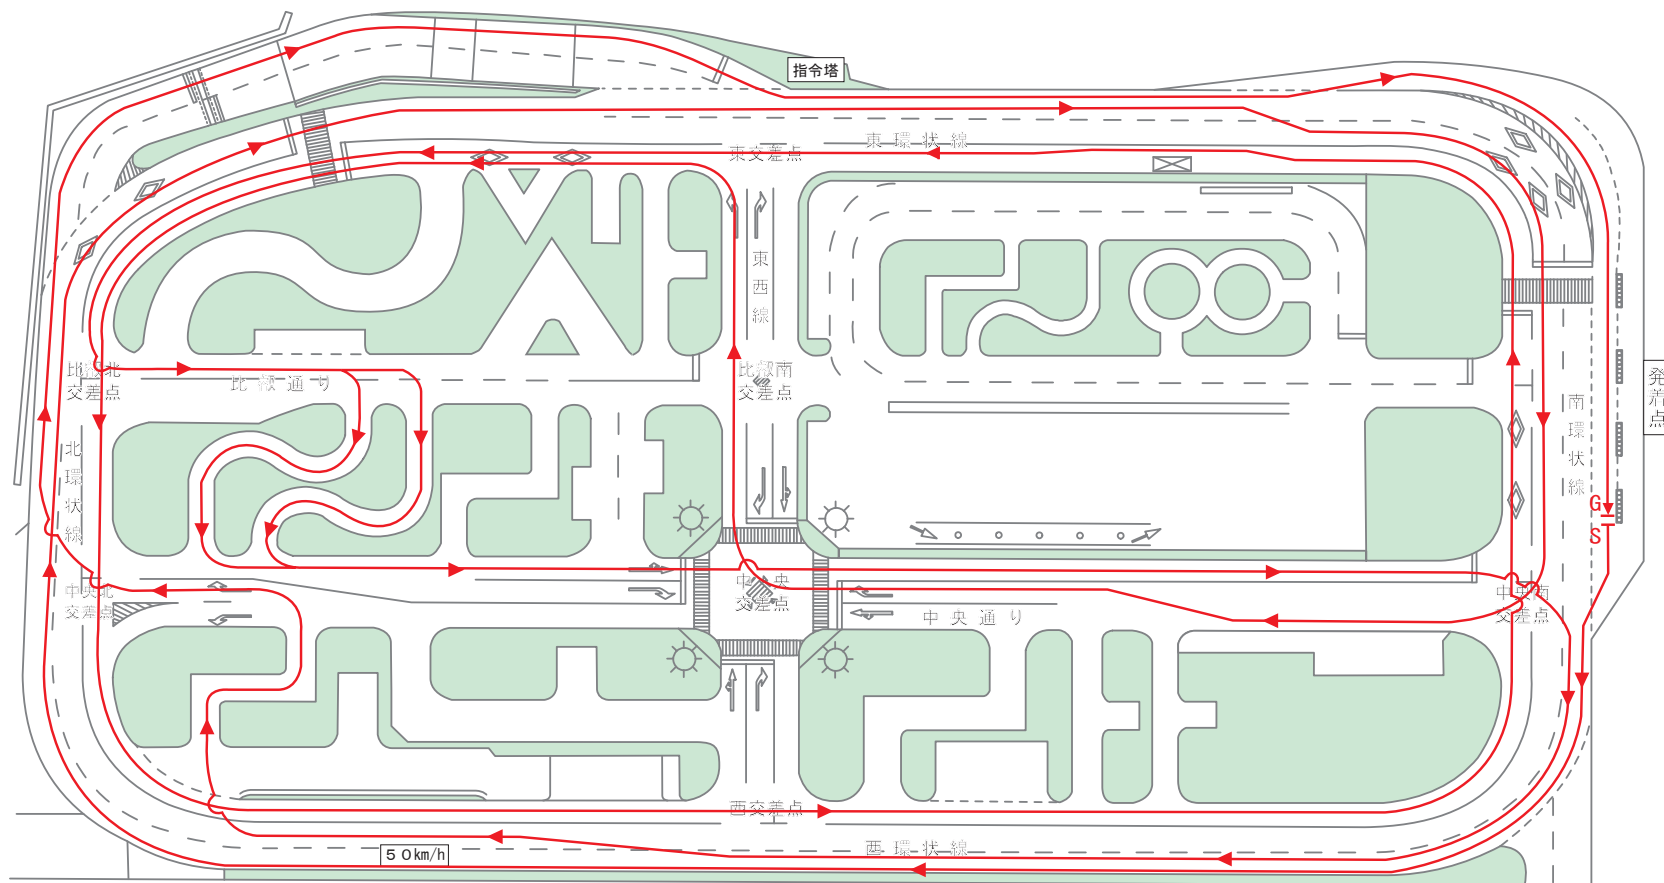 指令塔
東環状線
東交差点
東西線
比叡北
交差点
比叡通り
比叡南
交差点
発着点
南環状線
北環状線
G
S
中央北
交差点
中央
交差点
中央通り
中央南
交差点
西交差点
西環状線
50km/h